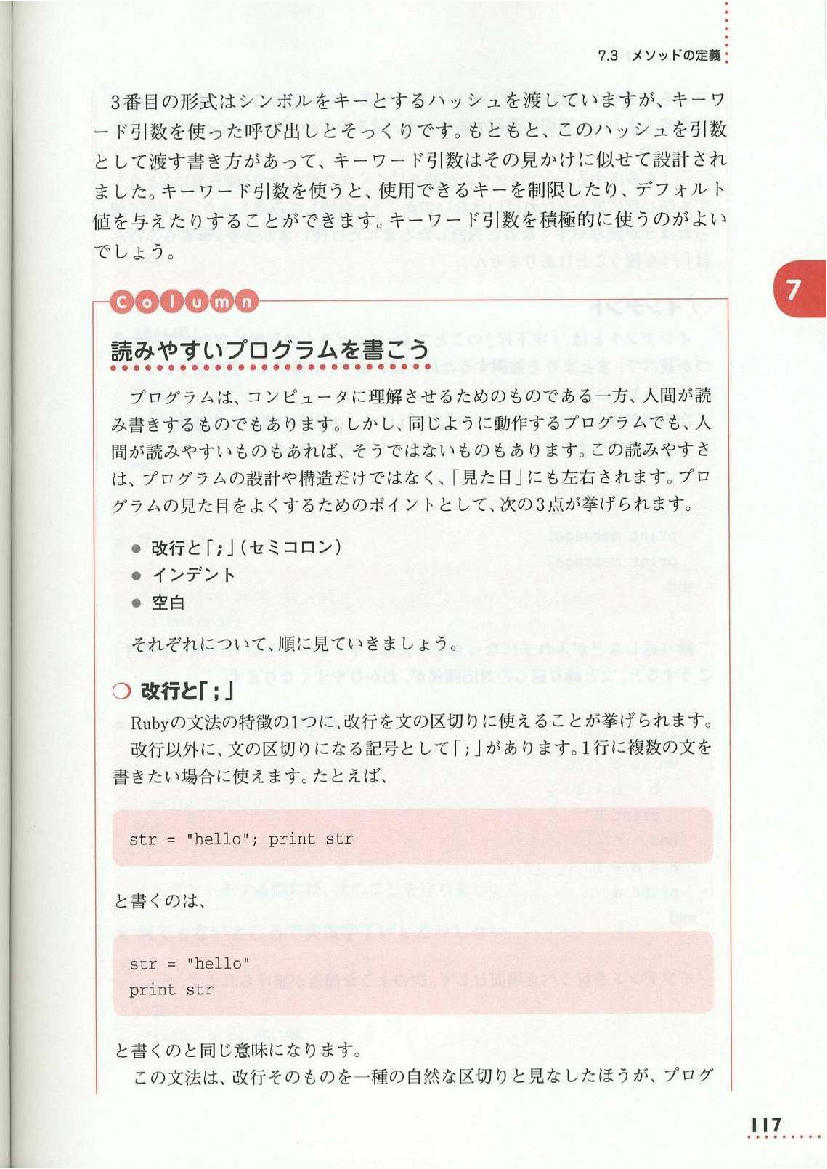 7.3 メソッドの定義
3番目の形式はシンボルをキーとするハッシュを渡していますが、キーワ
ード引数を使った呼び出しとそっくりです。もともと、このハッシュを引数
として渡す書き方があって、キーワード引数はその見かけに似せて設計され
ました。キーワード引数を使うと、使用できるキーを制限したり、デフォルト
値を与えたりすることができます。キーワード引数を積極的に使うのがよい
でしょう。
7
Column
読みやすいプログラムを書こう
プログラムは、コンピュータに理解させるためのものである一方、人間が読
み書きするものでもあります。しかし、同じように動作するプログラムでも、人
間が読みやすいものもあれば、そうではないものもあります。この読みやすさ
は、プログラムの設計や構造だけではなく、「見た目」にも左右されます。プロ
グラムの見た目をよくするためのポイントとして、次の3点が挙げられます。
● 改行と「;」(セミコロン)
● インデント
● 空白
それぞれについて、順に見ていきましょう。
❍ 改行と「;」
Rubyの文法の特徴の1つに、改行を文の区切りに使えることが挙げられます。
改行以外に、文の区切りになる記号として「;」があります。1行に複数の文を
書きたい場合に使えます。たとえば、
str = "hello"; print str
と書くのは、
str = "hello"
print str
と書くのと同じ意味になります。
この文法は、改行そのものを一種の自然な区切りと見なしたほうが、プログ
117